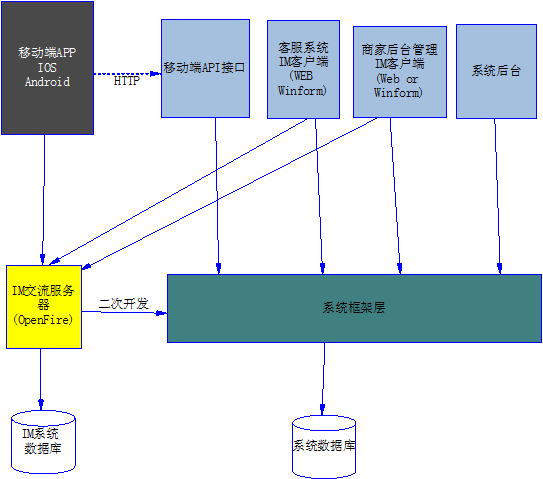 移动端APP
IOS
Android
HTTP
移动端API接口
客服系统
IM客户端
(WEB
Winform)
商家后台管理
IM客户端
(Web or
Winform)
系统后台
IM交流服务
器
(OpenFire)
二次开发
系统框架层
IM系统
数据库
系统数据库